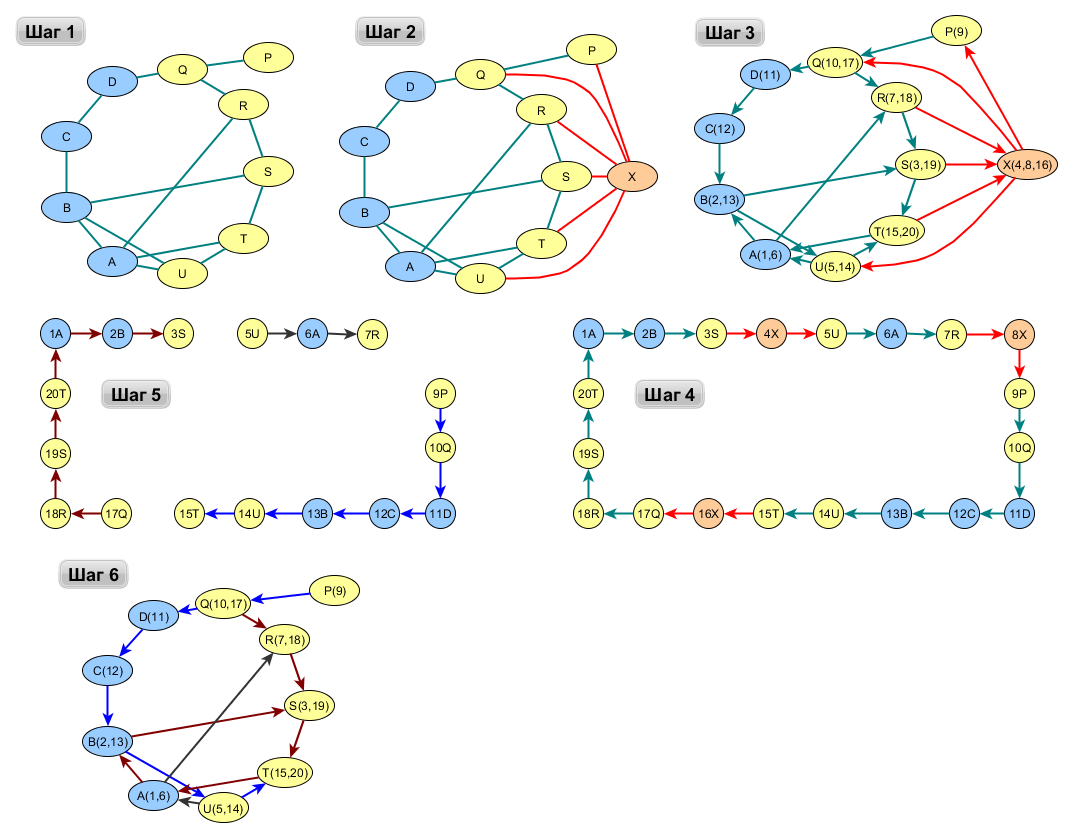 Шаг 1
P
Q
D
R
C
S
B
T
A
U
Шаг 2
P
Q
D
R
C
S
X
B
T
A
U
Шаг 3
P(9)
Q(10,17)
D(11)
R(7,18)
C(12)
S(3,19)
X(4,8,16)
B(2,13)
T(15,20)
A(1,6)
U(5,14)
1A 2B 3S 5U 6A 7R
20T
Шаг 5
9P
19S
10Q
18R 17Q 15T 14U 13B 12C 11D
1A 2B 3S 4X 5U 6A 7R 8X
20T
Шаг 4
9P
19S
10Q
18R 17Q 16X 15T 14U 13B 12C 11D
Шаг 6
P(9)
Q(10,17)
D(11)
R(7,18)
C(12)
S(3,19)
B(2,13)
T(15,20)
A(1,6)
U(5,14)